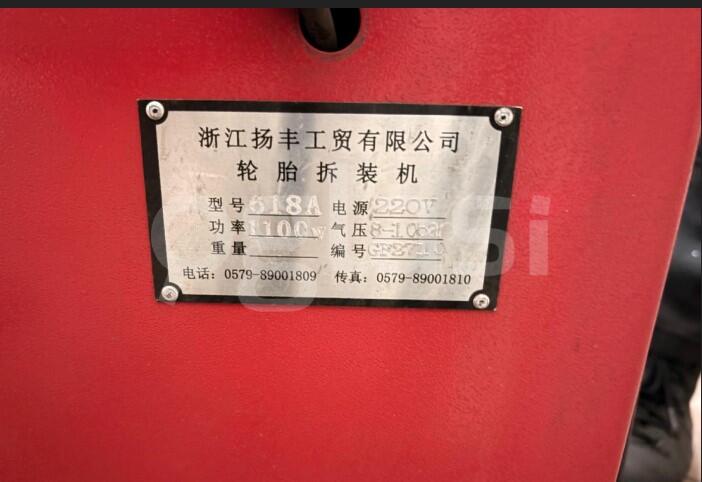 浙江扬丰工贸有限公司
轮胎拆装机
型号 618A 电源 220V
功率 1100w 气压
重量 编号
电话：0579-89001809 传真：0579-89001810